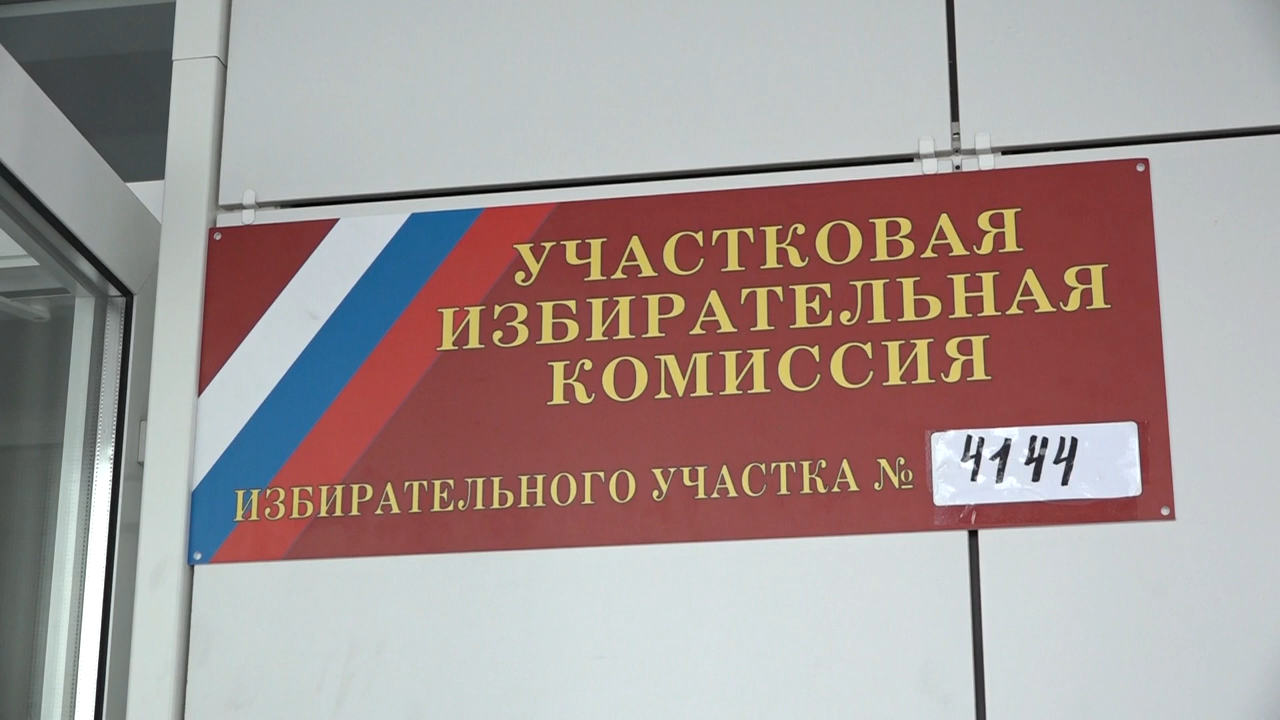 УЧАСТКОВАЯ
ИЗБИРАТЕЛЬНАЯ
КОМИССИЯ
ИЗБИРАТЕЛЬНОГО УЧАСТКА № 4144